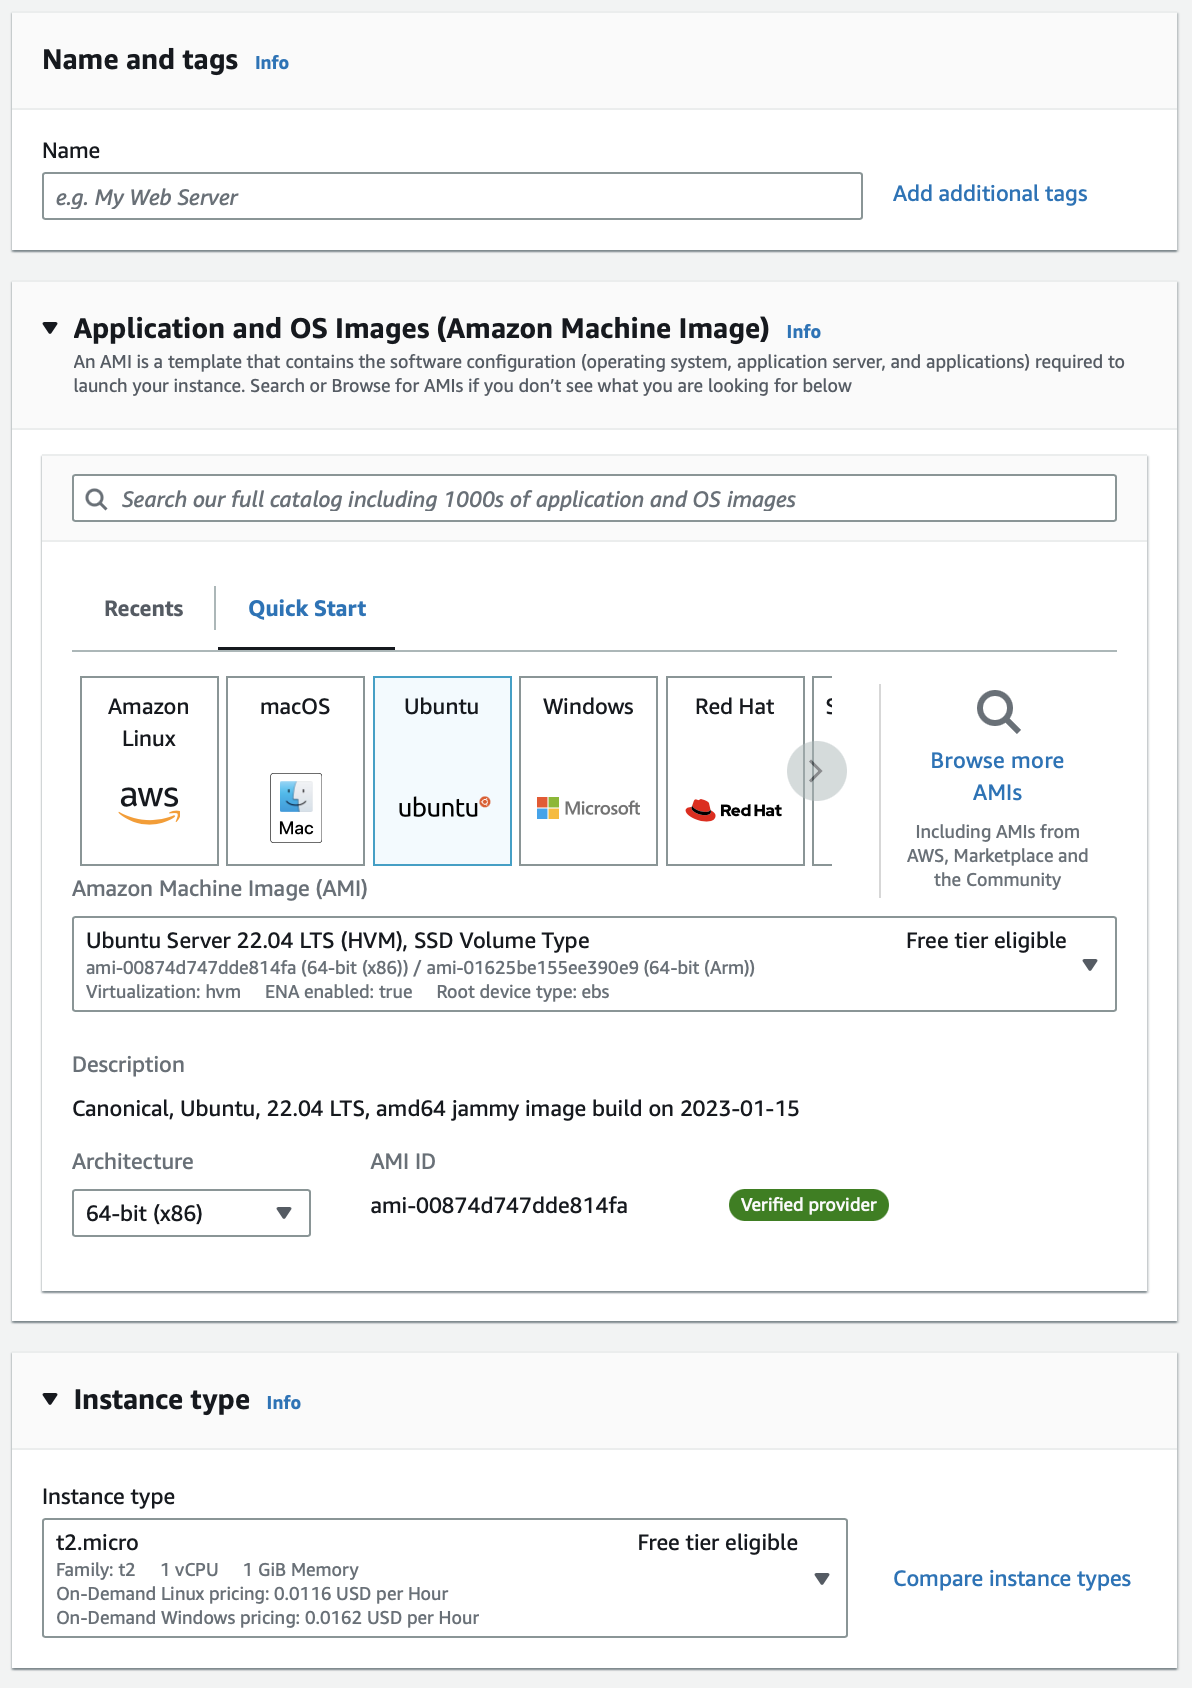 Name and tags Info
Name
e.g. My Web Server
Add additional tags
Application and OS Images (Amazon Machine Image) Info
An AMI is a template that contains the software configuration (operating system, application server, and applications) required to
launch your instance. Search or Browse for AMIs if you don’t see what you are looking for below
Search our full catalog including 1000s of application and OS images
Recents
Quick Start
Amazon
Linux
aws
macOS
Mac
Ubuntu
ubuntu
Windows
Microsoft
Red Hat
Red Hat
Browse more
AMIs
Including AMIs from
AWS, Marketplace and
the Community
Amazon Machine Image (AMI)
Ubuntu Server 22.04 LTS (HVM), SSD Volume Type
Free tier eligible
ami-00874d747dde814fa (64-bit (x86)) / ami-01625be155ee390e9 (64-bit (Arm))
Virtualization: hvm ENA enabled: true Root device type: ebs
Description
Canonical, Ubuntu, 22.04 LTS, amd64 jammy image build on 2023-01-15
Architecture
AMI ID
64-bit (x86)
ami-00874d747dde814fa
Verified provider
Instance type Info
Instance type
t2.micro
Free tier eligible
Family: t2 1 vCPU 1 GiB Memory
On-Demand Linux pricing: 0.0116 USD per Hour
On-Demand Windows pricing: 0.0162 USD per Hour
Compare instance types